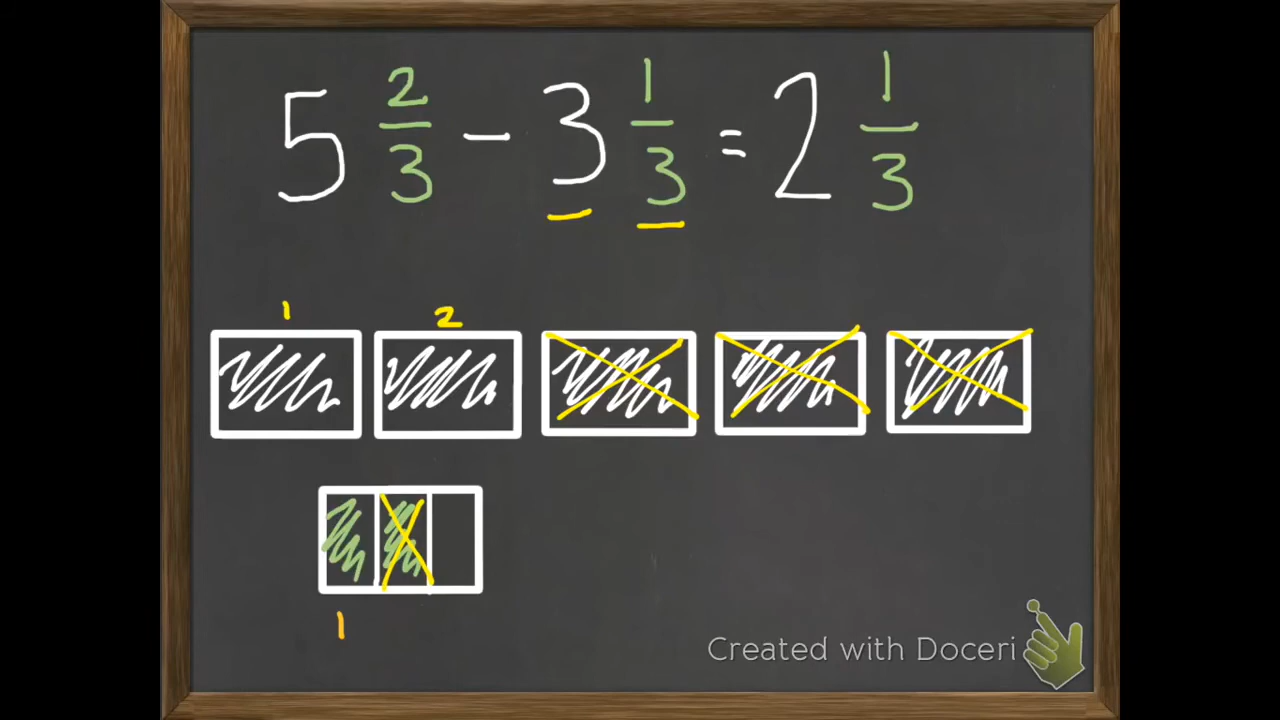 5 2/3 - 3 1/3 = 2 1/3
1 2
1
Created with Doceri